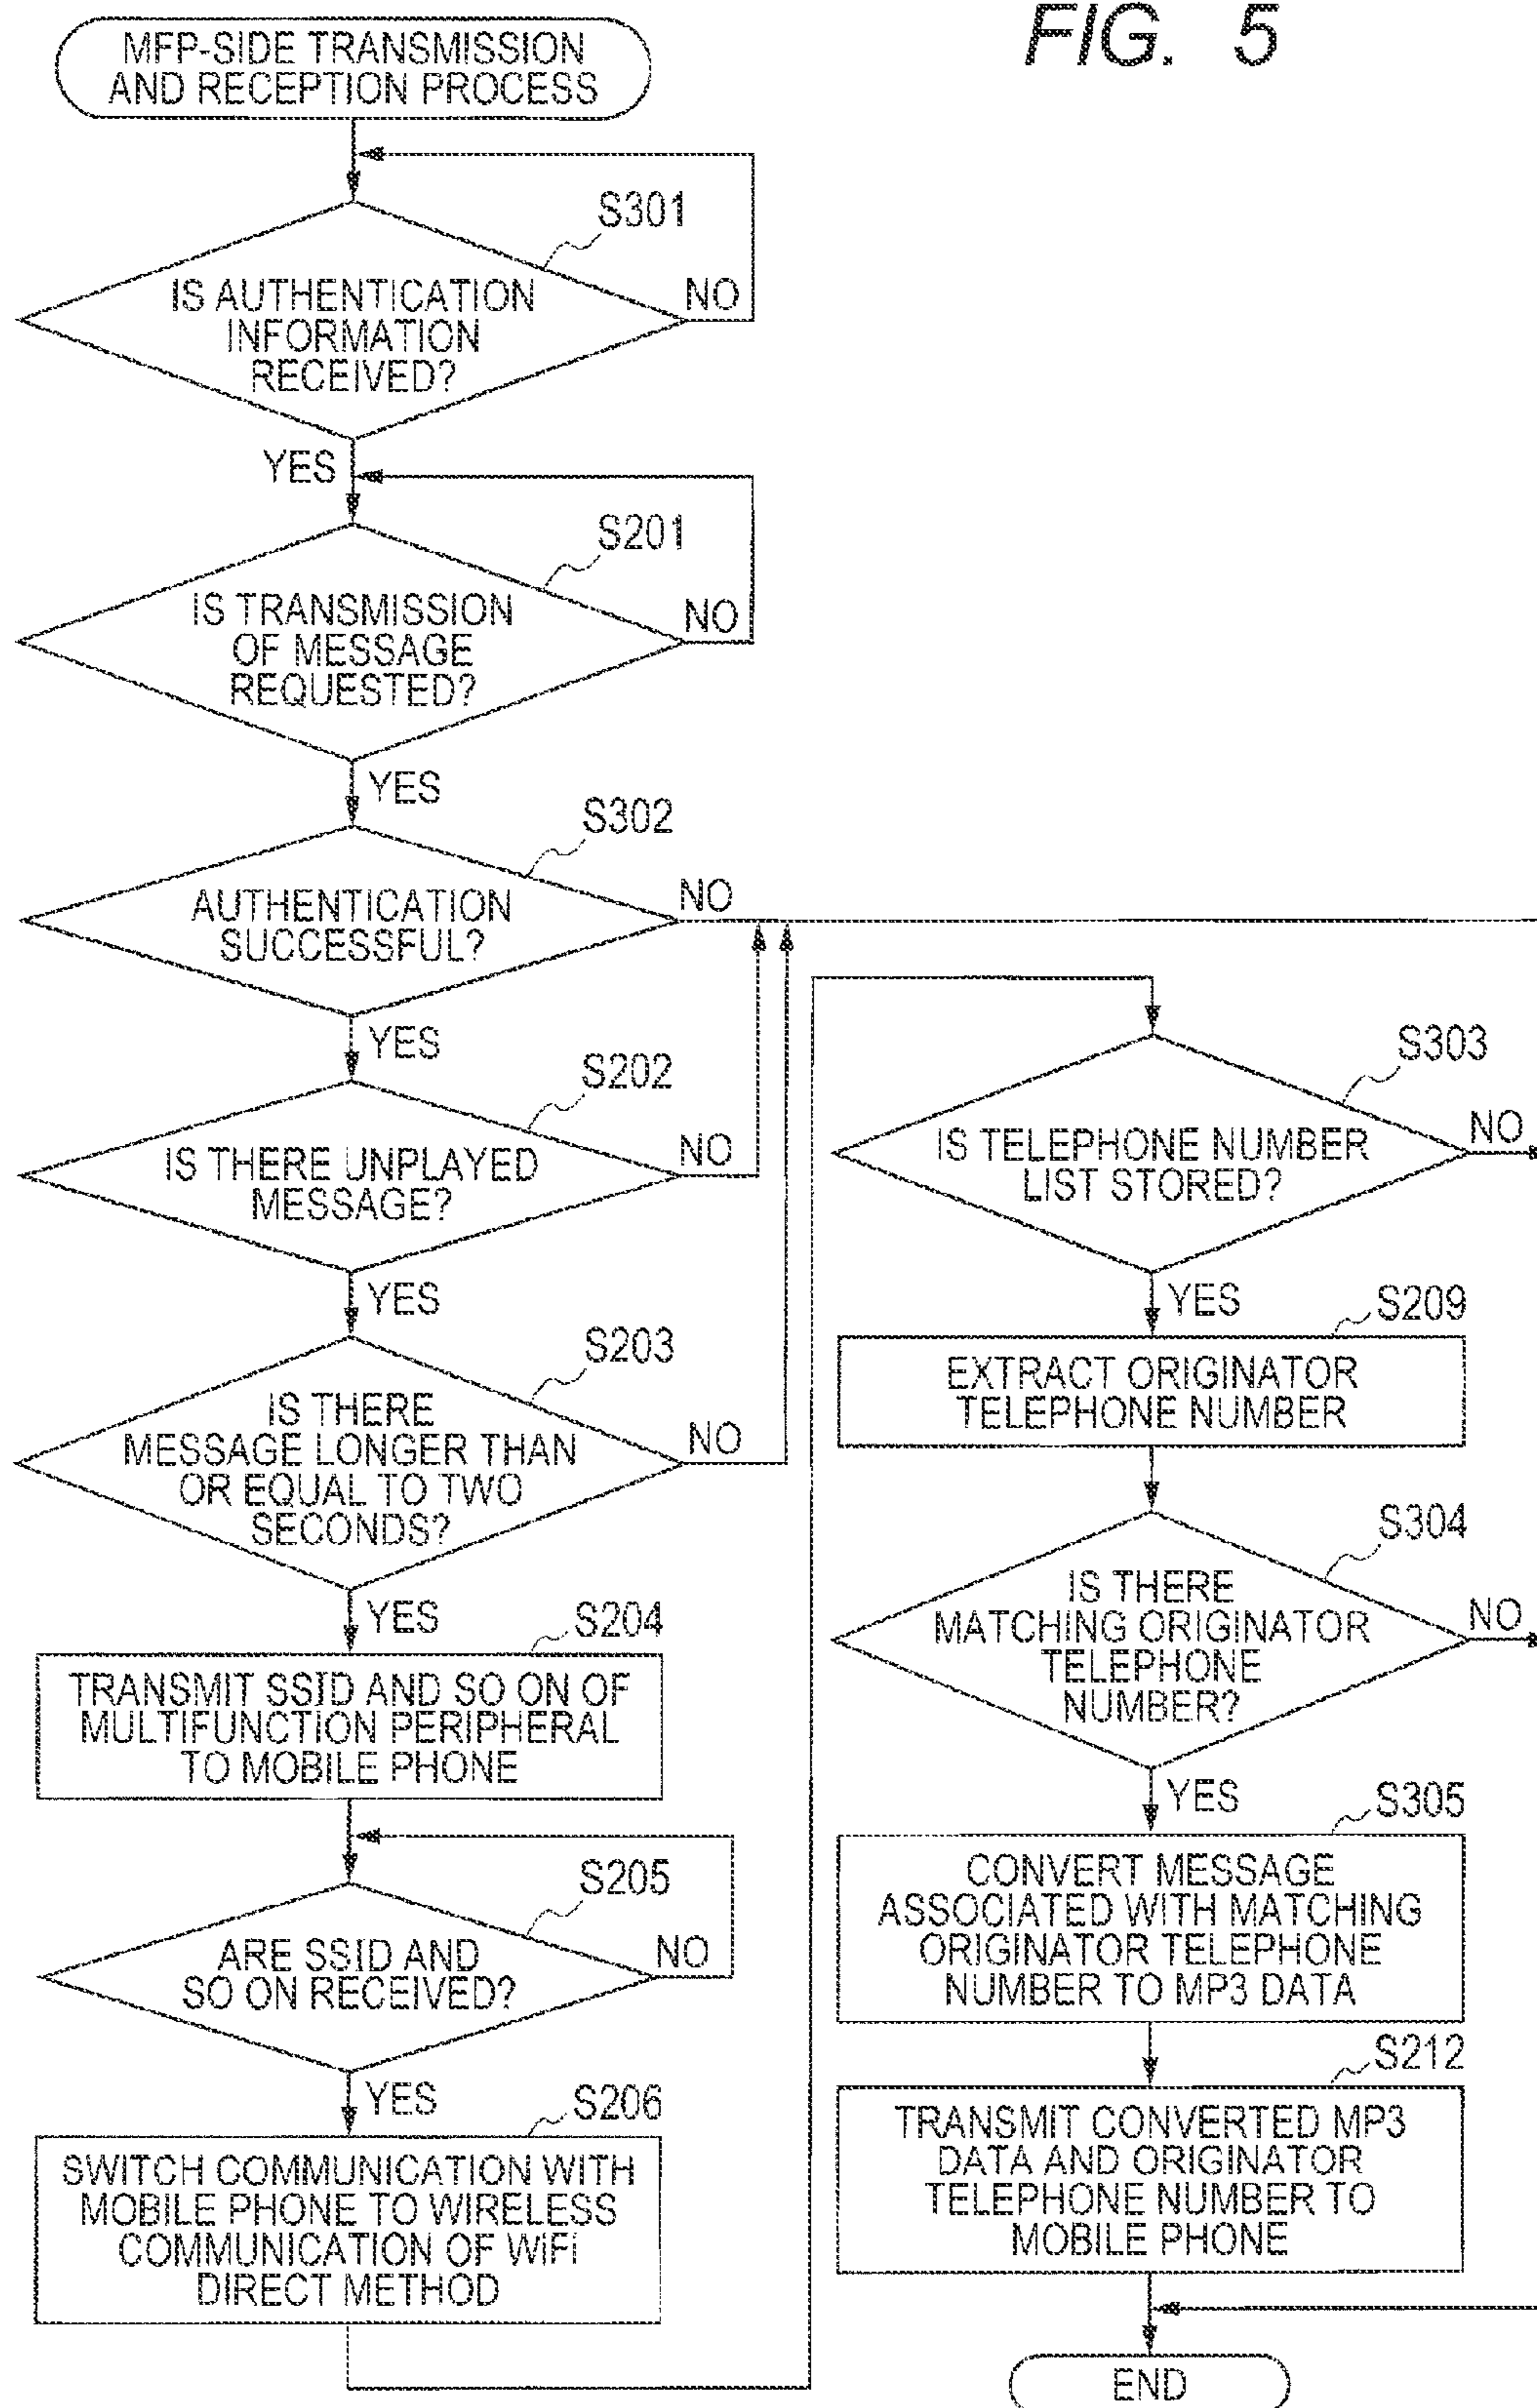 FIG. 5
MFP-SIDE TRANSMISSION
AND RECEPTION PROCESS
S301
IS AUTHENTICATION
INFORMATION
RECEIVED?
NO
YES
S201
IS TRANSMISSION
OF MESSAGE
REQUESTED?
NO
YES
S302
AUTHENTICATION
SUCCESSFUL?
NO
YES
S202
IS THERE UNPLAYED
MESSAGE?
NO
YES
S203
IS THERE
MESSAGE LONGER THAN
OR EQUAL TO TWO
SECONDS?
NO
YES
S204
TRANSMIT SSID AND SO ON OF
MULTIFUNCTION PERIPHERAL
TO MOBILE PHONE
S205
ARE SSID AND
SO ON RECEIVED?
NO
YES
S206
SWITCH COMMUNICATION WITH
MOBILE PHONE TO WIRELESS
COMMUNICATION OF WiFi
DIRECT METHOD
S303
IS TELEPHONE NUMBER
LIST STORED?
NO
YES
S209
EXTRACT ORIGINATOR
TELEPHONE NUMBER
S304
IS THERE
MATCHING ORIGINATOR
TELEPHONE
NUMBER?
NO
YES
S305
CONVERT MESSAGE
ASSOCIATED WITH MATCHING
ORIGINATOR TELEPHONE
NUMBER TO MP3 DATA
S212
TRANSMIT CONVERTED MP3
DATA AND ORIGINATOR
TELEPHONE NUMBER TO
MOBILE PHONE
END